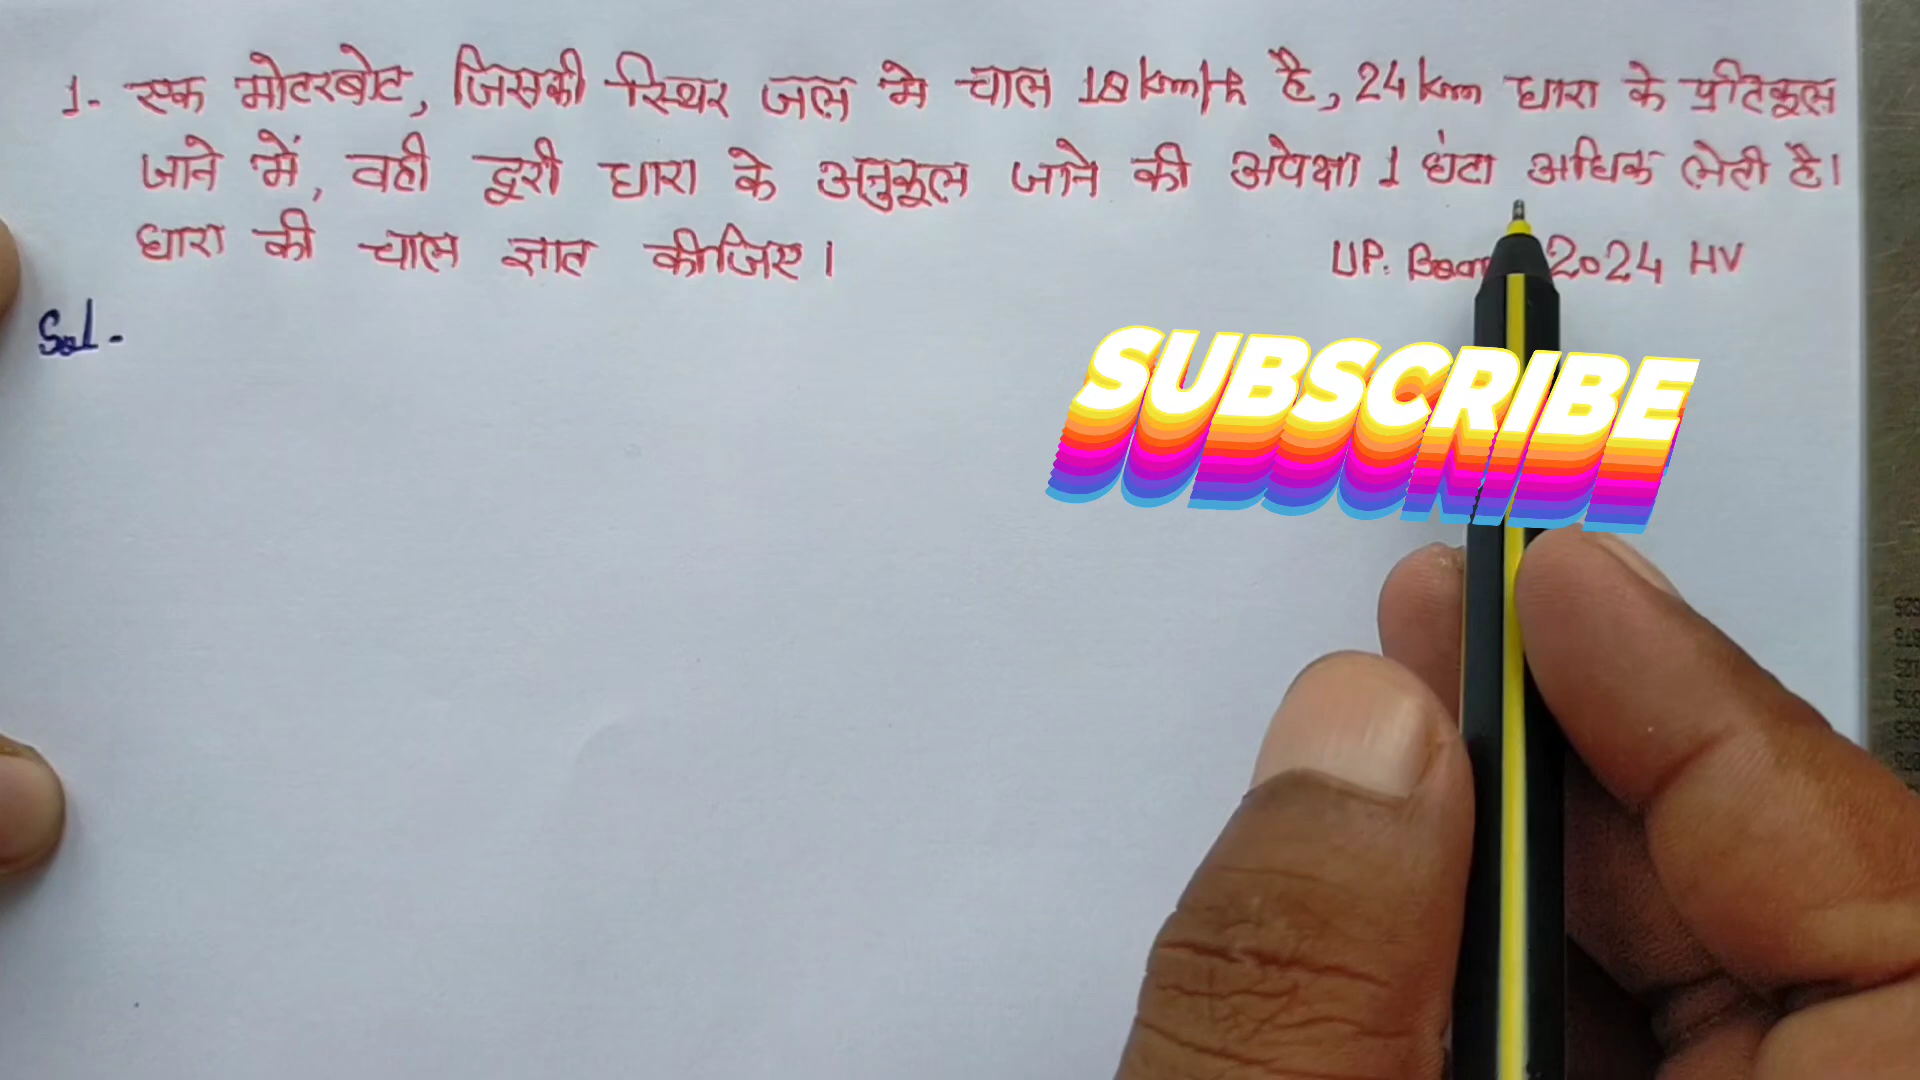 1- एक मोटरबोट, जिसकी स्थिर जल मे चाल 18 km/h है, 24 km धारा के प्रतिकूल
जाने में, वही दूरी धारा के अनुकूल जाने की अपेक्षा 1 घंटा अधिक लेती है।
धारा की चाल ज्ञात कीजिए।
UP. Boar 2024 HV
Sol-
SUBSCRIBE